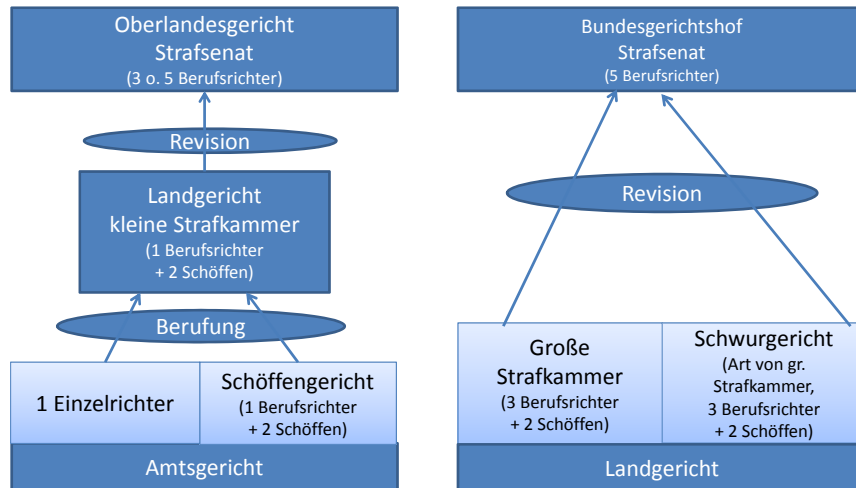 Oberlandesgericht
Strafsenat
(3 o. 5 Berufsrichter)
Revision
Landgericht
kleine Strafkammer
(1 Berufsrichter
+ 2 Schöffen)
Berufung
1 Einzelrichter
Schöffengericht
(1 Berufsrichter
+ 2 Schöffen)
Amtsgericht
Bundesgerichtshof
Strafsenat
(5 Berufsrichter)
Revision
Große
Strafkammer
(3 Berufsrichter
+ 2 Schöffen)
Schwurgericht
(Art von gr.
Strafkammer,
3 Berufsrichter
+ 2 Schöffen)
Landgericht